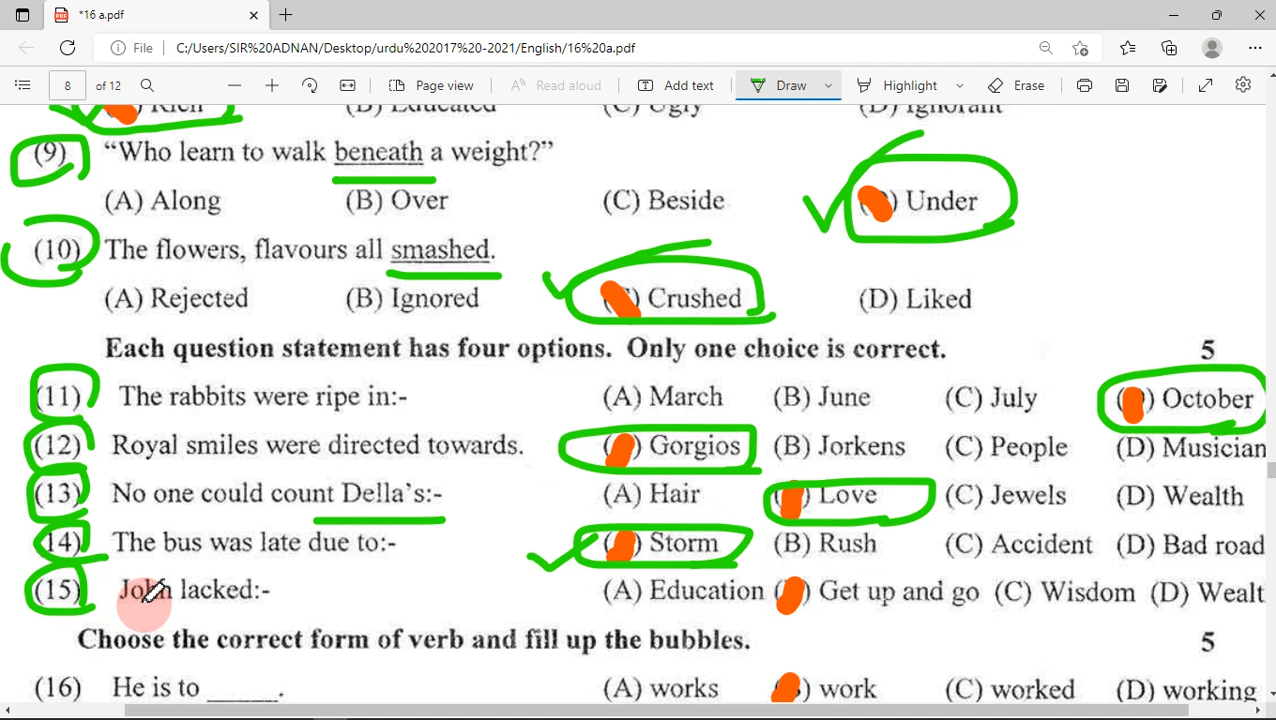 *16 a.pdf
File C:/Users/SIR%20ADNAN/Desktop/urdu%202017%20-2021/English/16%20a.pdf
8 of 12 Page view Read aloud Add text Draw Highlight Erase
Rich (B) Educated (C) Ugly (D) Ignorant
(9) “Who learn to walk beneath a weight?”
(A) Along (B) Over (C) Beside ) Under
(10) The flowers, flavours all smashed.
(A) Rejected (B) Ignored ) Crushed (D) Liked
Each question statement has four options. Only one choice is correct. 5
(11) The rabbits were ripe in:- (A) March (B) June (C) July ) October
(12) Royal smiles were directed towards. ) Gorgios (B) Jorkens (C) People (D) Musician
(13) No one could count Della’s:- (A) Hair ) Love (C) Jewels (D) Wealth
(14) The bus was late due to:- ) Storm (B) Rush (C) Accident (D) Bad road
(15) John lacked:- (A) Education ) Get up and go (C) Wisdom (D) Wealt
Choose the correct form of verb and fill up the bubbles. 5
(16) He is to _____. (A) works ) work (C) worked (D) working